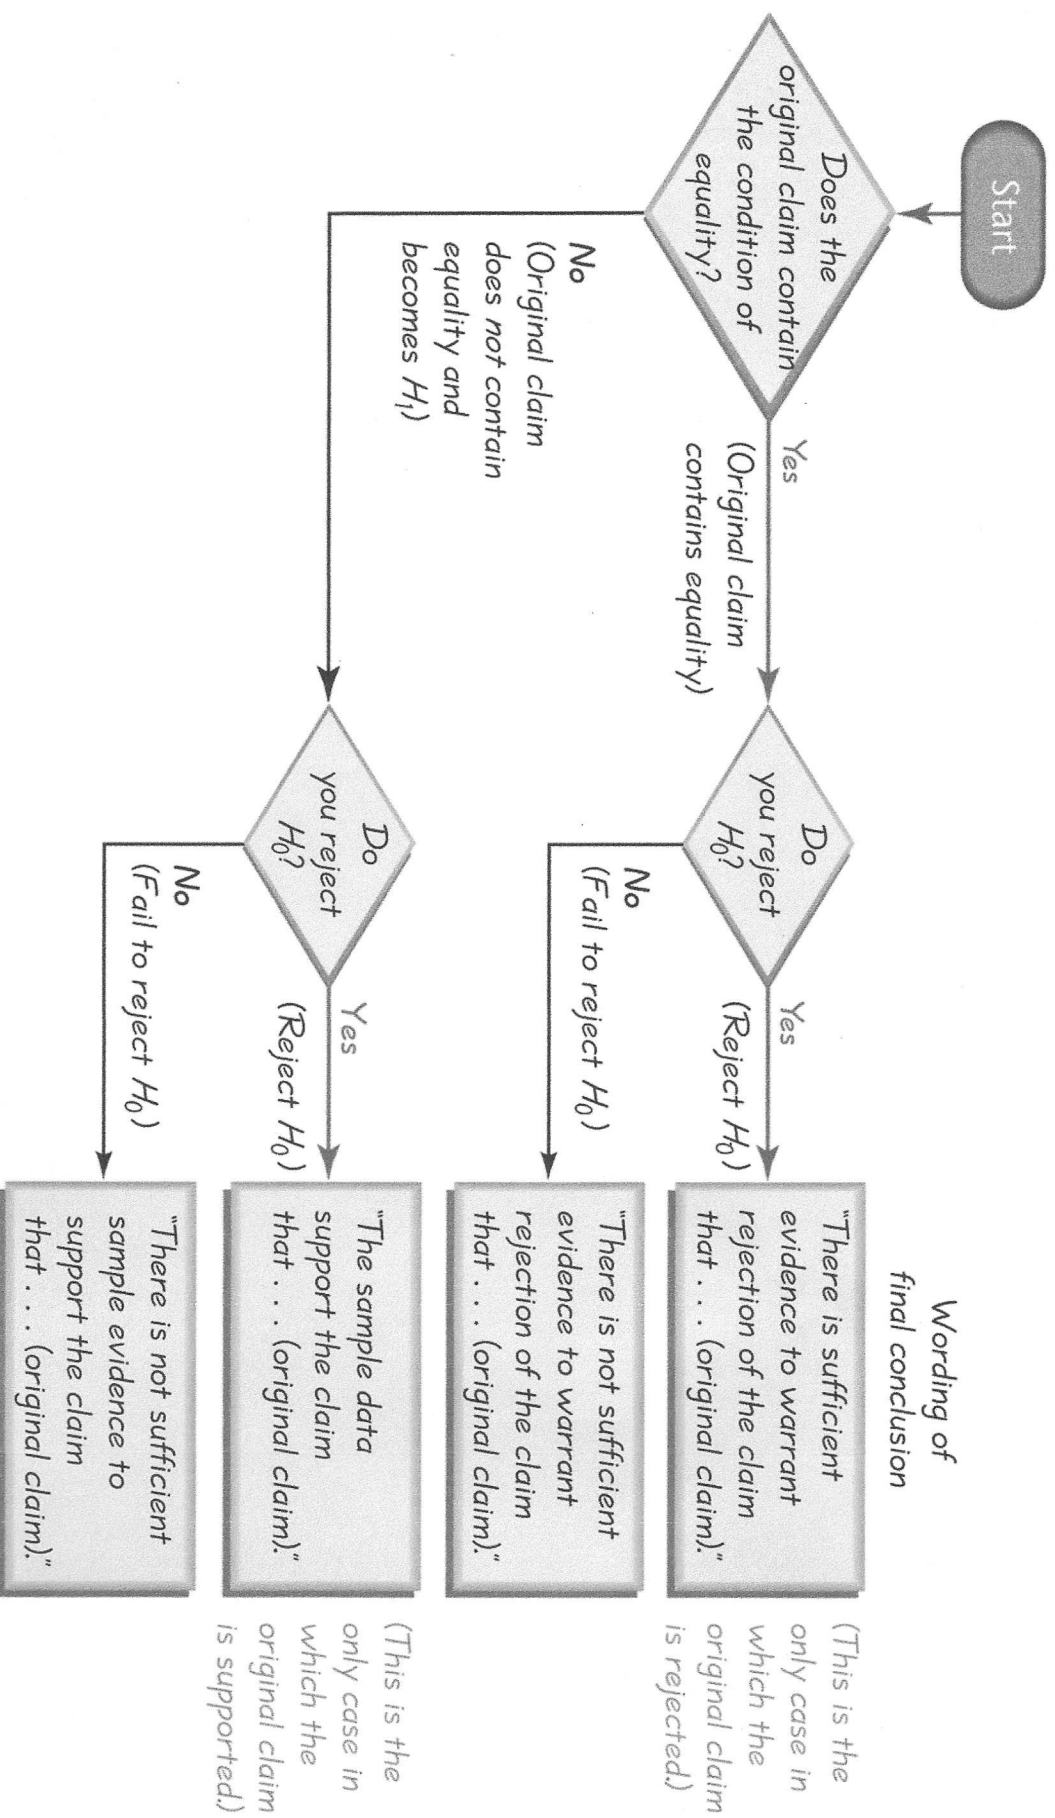 Start
Wording of
final conclusion
Does the
original claim contain
the condition of
equality?
Yes
(Original claim
contains equality)
Do
you reject
H₀?
Yes
(Reject H₀)
"There is sufficient
evidence to warrant
rejection of the claim
that . . . (original claim)."
(This is the
only case in
which the
original claim
is rejected.)
No
(Fail to reject H₀)
"There is not sufficient
evidence to warrant
rejection of the claim
that . . . (original claim)."
No
(Original claim
does not contain
equality and
becomes H₁)
Do
you reject
H₀?
Yes
(Reject H₀)
"The sample data
support the claim
that . . . (original claim)."
(This is the
only case in
which the
original claim
is supported.)
No
(Fail to reject H₀)
"There is not sufficient
sample evidence to
support the claim
that . . . (original claim)."